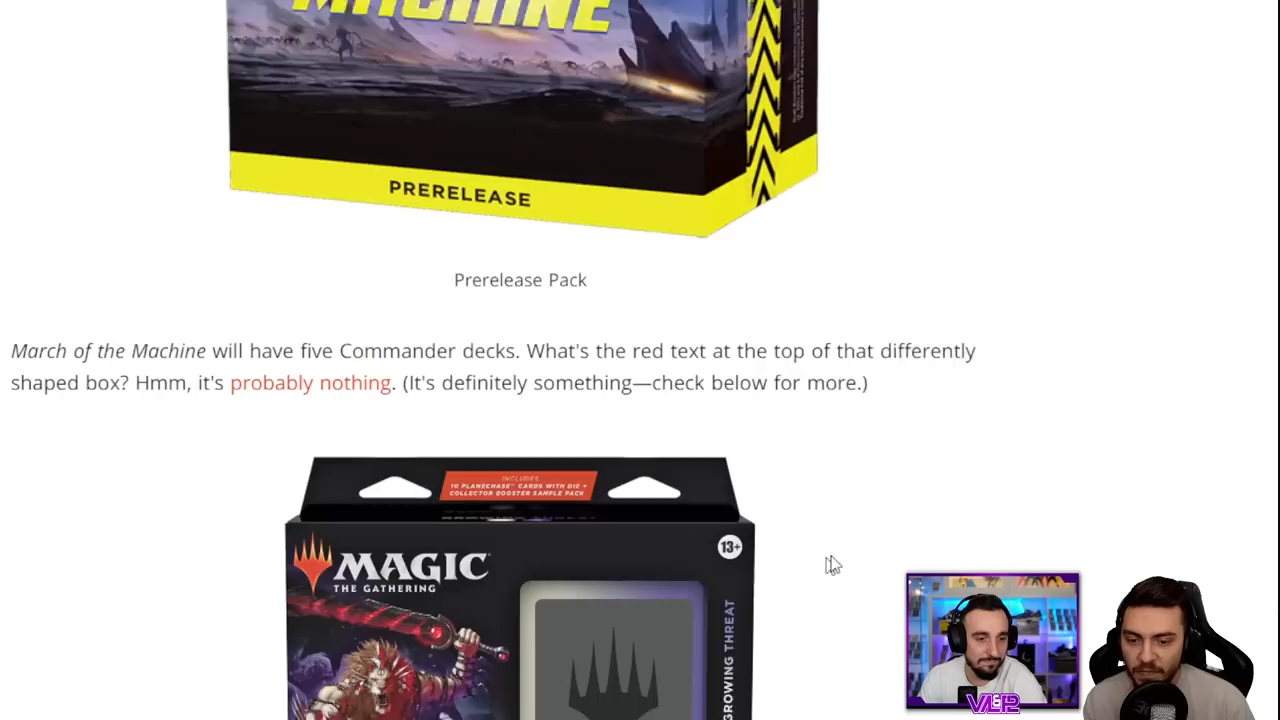 MACHINE
PRERELEASE
Prerelease Pack
March of the Machine will have five Commander decks. What's the red text at the top of that differently
shaped box? Hmm, it's probably nothing. (It's definitely something—check below for more.)
INCLUDES
10 PLANECHASE™ CARDS WITH DIE +
COLLECTOR BOOSTER SAMPLE PACK
13+
MAGIC
THE GATHERING
GROWING THREAT